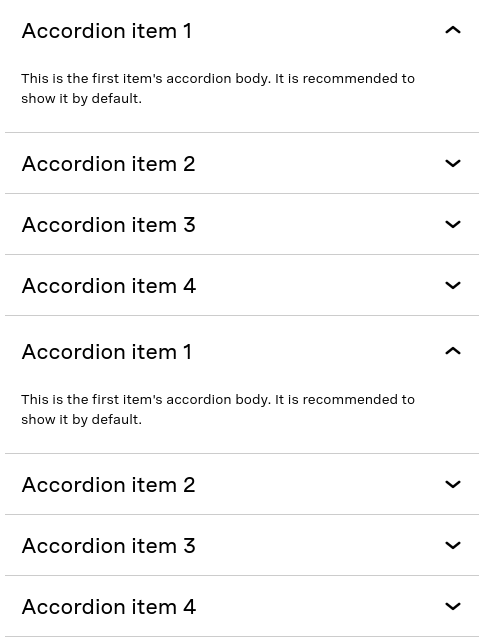 Accordion item 1
This is the first item's accordion body. It is recommended to
show it by default.
Accordion item 2
Accordion item 3
Accordion item 4
Accordion item 1
This is the first item's accordion body. It is recommended to
show it by default.
Accordion item 2
Accordion item 3
Accordion item 4